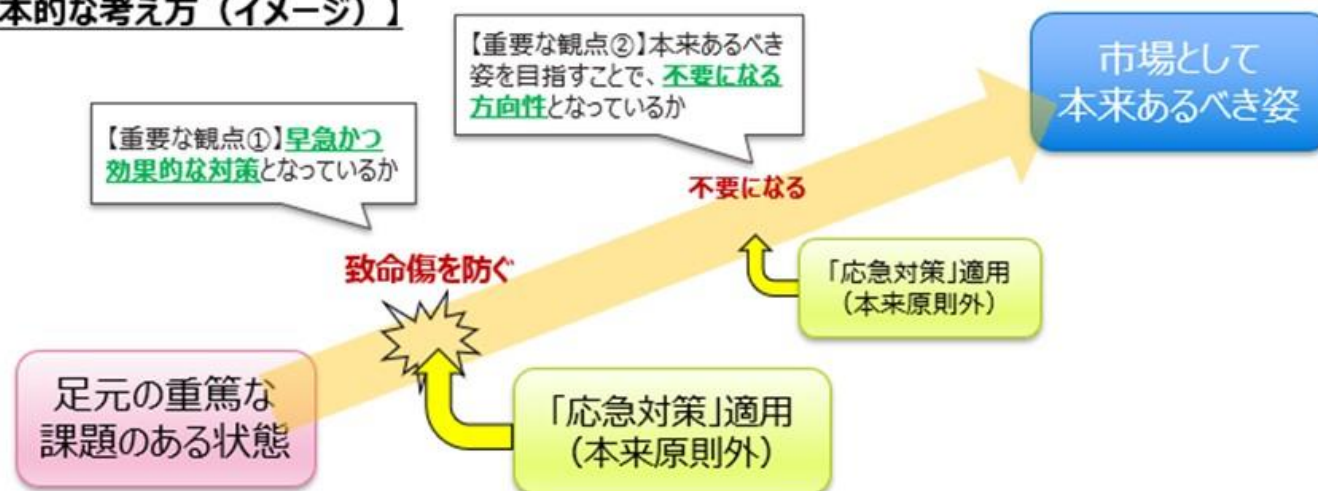 本的な考え方（イメージ）】
【重要な観点②】本来あるべき
姿を目指すことで、不要になる
方向性となっているか
市場として
本来あるべき姿
【重要な観点①】早急かつ
効果的な対策となっているか
不要になる
致命傷を防ぐ
「応急対策」適用
（本来原則外）
足元の重篤な
課題のある状態
「応急対策」適用
（本来原則外）